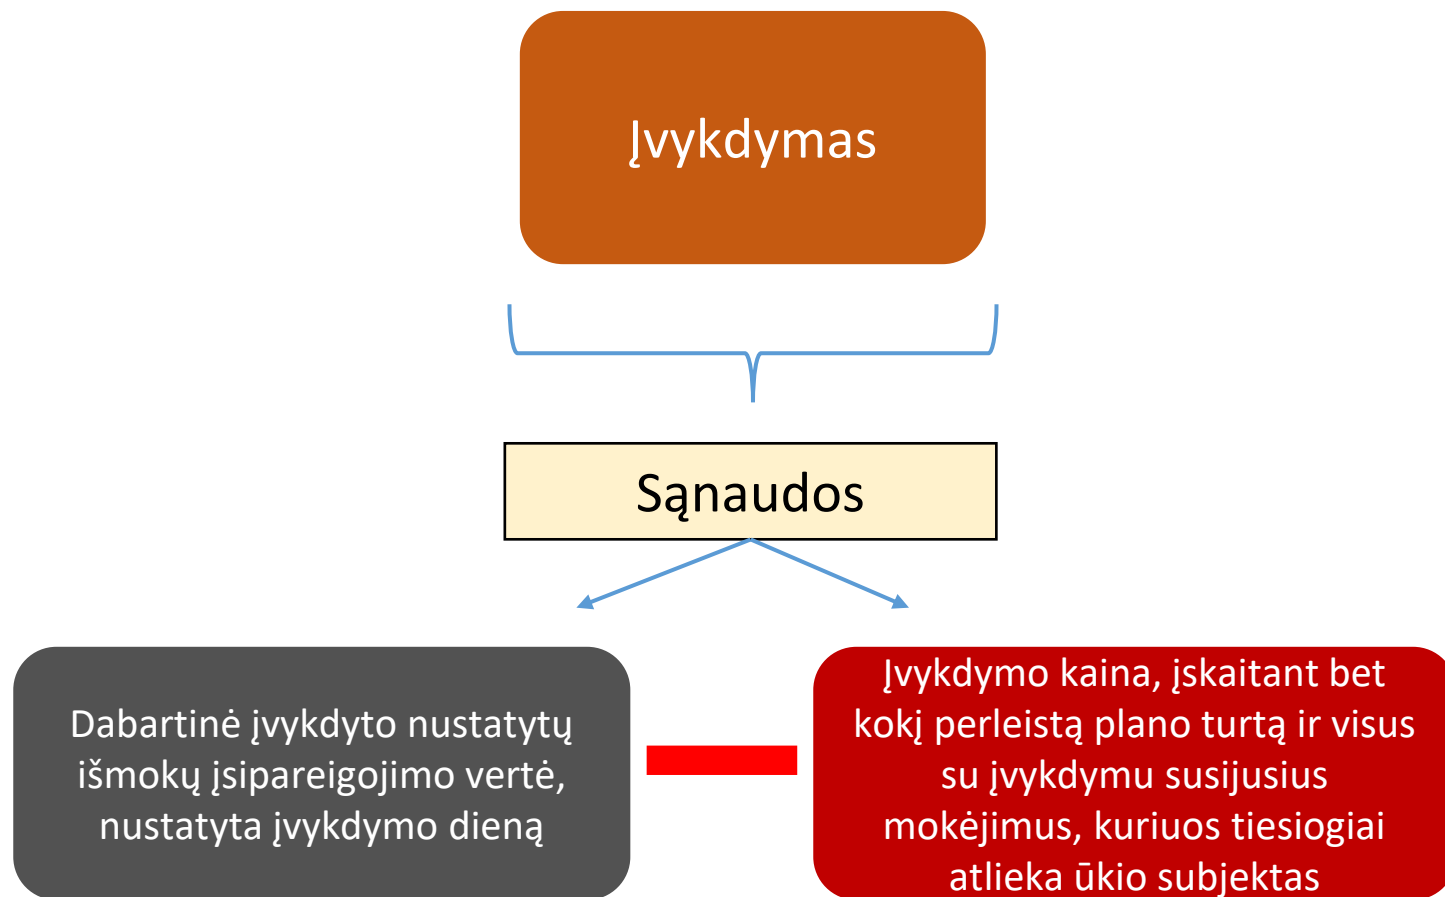 Įvykdymas
Sąnaudos
Dabartinė įvykdyto nustatytų
išmokų įsipareigojimo vertė,
nustatyta įvykdymo dieną
Įvykdymo kaina, įskaitant bet
kokį perleistą plano turtą ir visus
su įvykdymu susijusius
mokėjimus, kuriuos tiesiogiai
atlieka ūkio subjektas